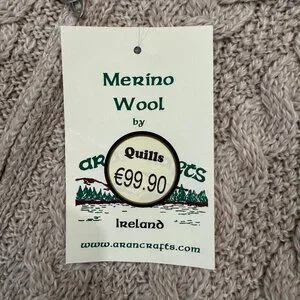 Merino
Wool
by
Quills
€99.90
Ireland
www.arancrafts.com